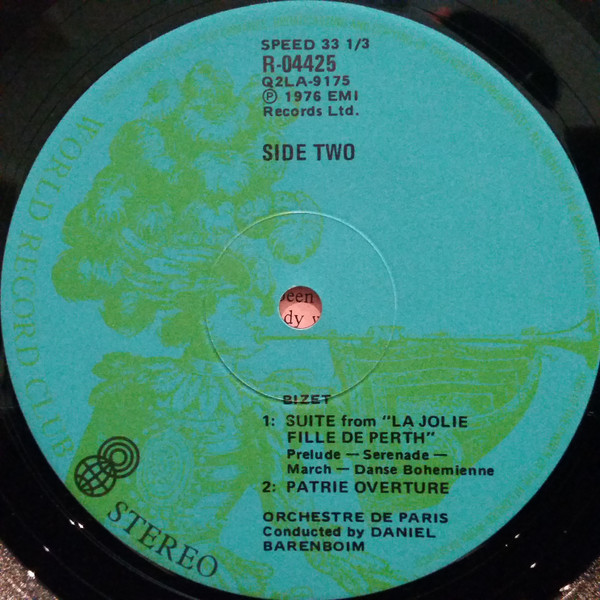 SPEED 33 1/3
R-04425
Q2LA-9175
Ⓟ 1976 EMI
Records Ltd.
SIDE TWO
WORLD RECORD CLUB
een
dy
BIZET
1: SUITE from "LA JOLIE
FILLE DE PERTH"
Prelude — Serenade —
March — Danse Bohemienne
2: PATRIE OVERTURE
ORCHESTRE DE PARIS
Conducted by DANIEL
BARENBOIM
STEREO